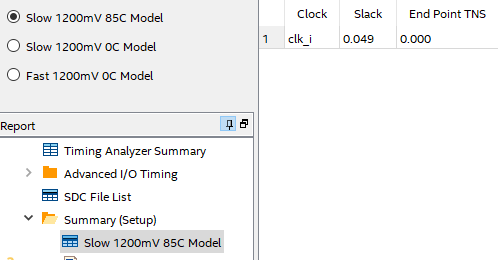 Slow 1200mV 85C Model
Slow 1200mV 0C Model
Fast 1200mV 0C Model
Clock Slack End Point TNS
1 clk_i 0.049 0.000
Report
Timing Analyzer Summary
Advanced I/O Timing
SDC File List
Summary (Setup)
Slow 1200mV 85C Model